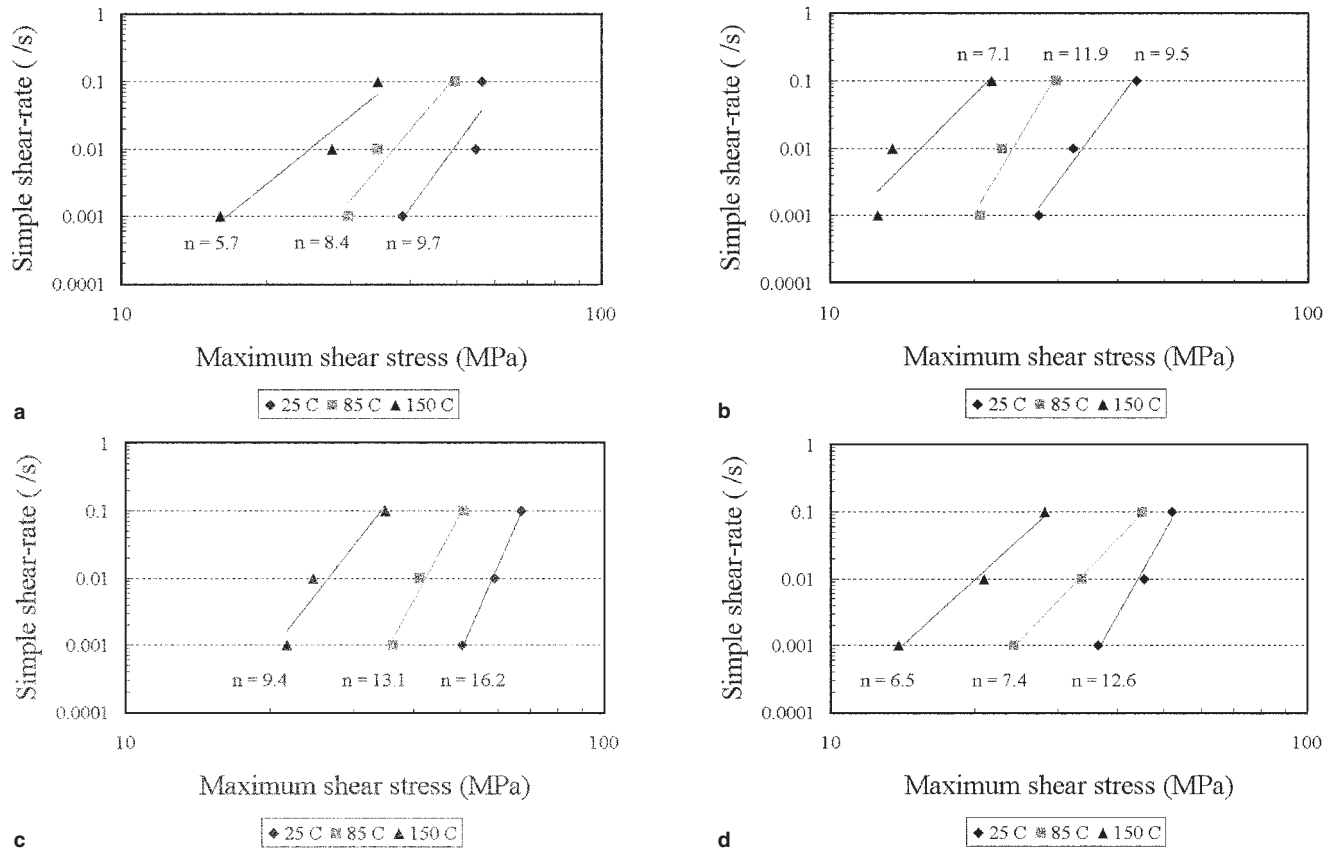 1
0.1
0.01
0.001
0.0001
Simple shear-rate ( /s)
n = 5.7
n = 8.4
n = 9.7
10
100
Maximum shear stress (MPa)
25 C 85 C 150 C
a
1
0.1
0.01
0.001
0.0001
Simple shear-rate ( /s)
n = 7.1
n = 11.9
n = 9.5
10
100
Maximum shear stress (MPa)
25 C 85 C 150 C
b
1
0.1
0.01
0.001
0.0001
Simple shear-rate ( /s)
n = 9.4
n = 13.1
n = 16.2
10
100
Maximum shear stress (MPa)
25 C 85 C 150 C
c
1
0.1
0.01
0.001
0.0001
Simple shear-rate ( /s)
n = 6.5
n = 7.4
n = 12.6
10
100
Maximum shear stress (MPa)
25 C 85 C 150 C
d